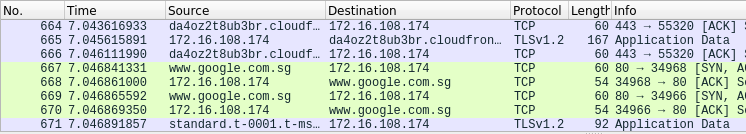 No. Time Source Destination Protocol Length Info
664 7.043616933 da4oz2t8ub3br.cloudf… 172.16.108.174 TCP 60 443 → 55320 [ACK] S
665 7.045615891 172.16.108.174 da4oz2t8ub3br.cloudfron… TLSv1.2 167 Application Data
666 7.046111990 da4oz2t8ub3br.cloudf… 172.16.108.174 TCP 60 443 → 55320 [ACK] S
667 7.046841331 www.google.com.sg 172.16.108.174 TCP 60 80 → 34968 [SYN, AC
668 7.046861000 172.16.108.174 www.google.com.sg TCP 54 34968 → 80 [ACK] Se
669 7.046865592 www.google.com.sg 172.16.108.174 TCP 60 80 → 34966 [SYN, AC
670 7.046869350 172.16.108.174 www.google.com.sg TCP 54 34966 → 80 [ACK] Se
671 7.046891857 standard.t-0001.t-ms… 172.16.108.174 TLSv1.2 92 Application Data